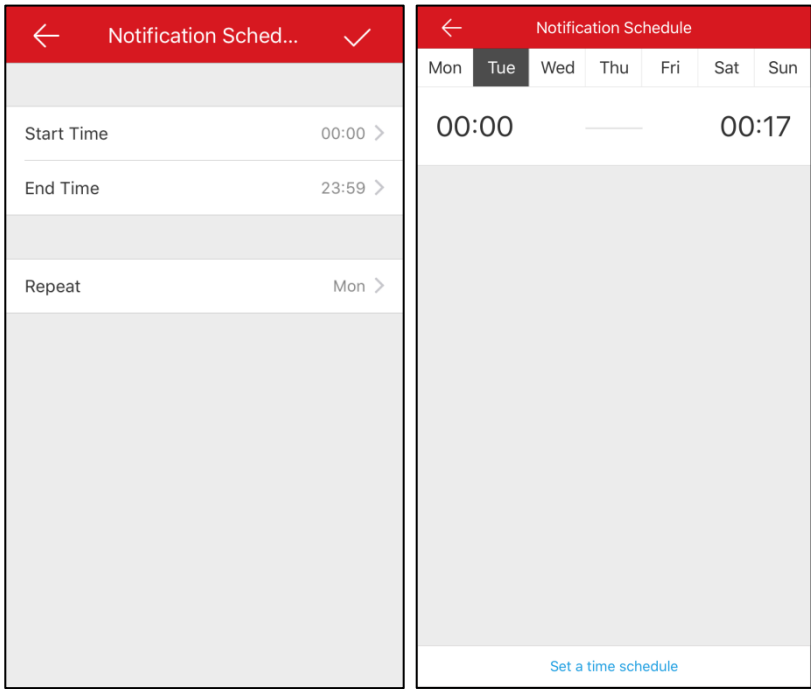 Notification Sched...
Start Time 00:00
End Time 23:59
Repeat Mon
Notification Schedule
Mon Tue Wed Thu Fri Sat Sun
00:00 00:17
Set a time schedule